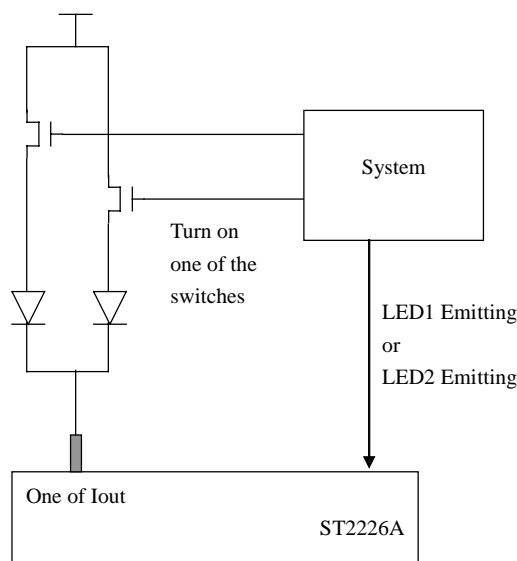 System
Turn on
one of the
switches
LED1 Emitting
or
LED2 Emitting
One of Iout
ST2226A